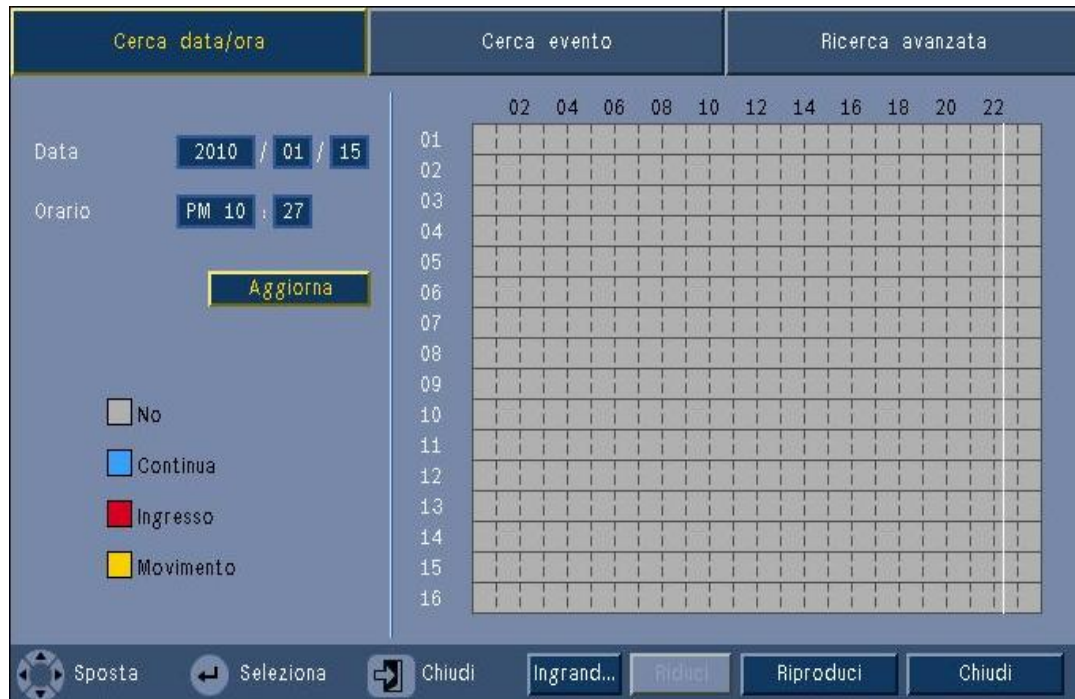 Cerca data/ora Cerca evento Ricerca avanzata
02 04 06 08 10 12 14 16 18 20 22
Data 2010 / 01 / 15
Orario PM 10 : 27
Aggiorna
No
Continua
Ingresso
Movimento
01
02
03
04
05
06
07
08
09
10
11
12
13
14
15
16
Sposta Seleziona Chiudi Ingrand... Riduci Riproduci Chiudi